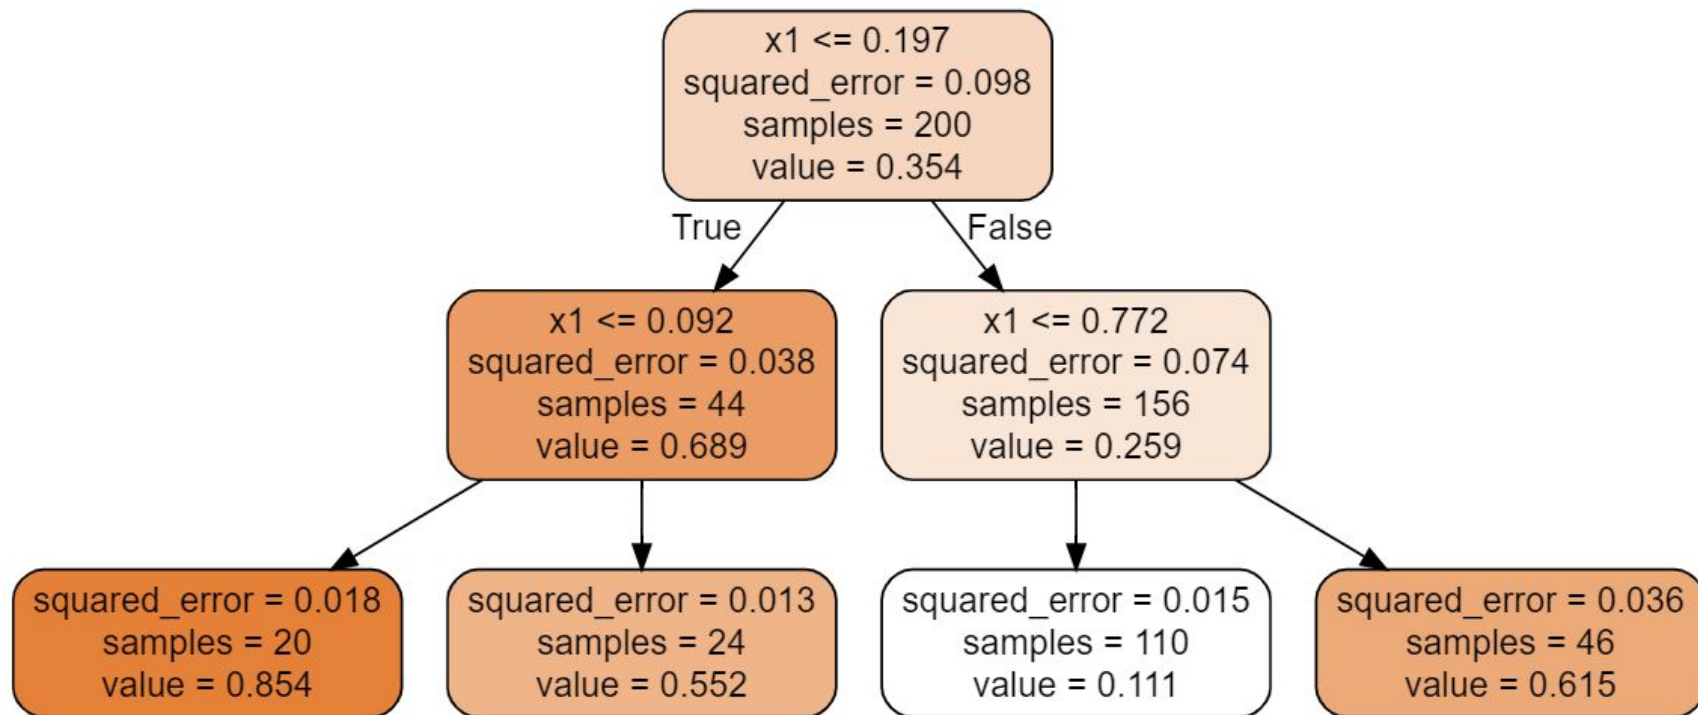 x1 <= 0.197
squared_error = 0.098
samples = 200
value = 0.354
True
False
x1 <= 0.092
squared_error = 0.038
samples = 44
value = 0.689
x1 <= 0.772
squared_error = 0.074
samples = 156
value = 0.259
squared_error = 0.018
samples = 20
value = 0.854
squared_error = 0.013
samples = 24
value = 0.552
squared_error = 0.015
samples = 110
value = 0.111
squared_error = 0.036
samples = 46
value = 0.615